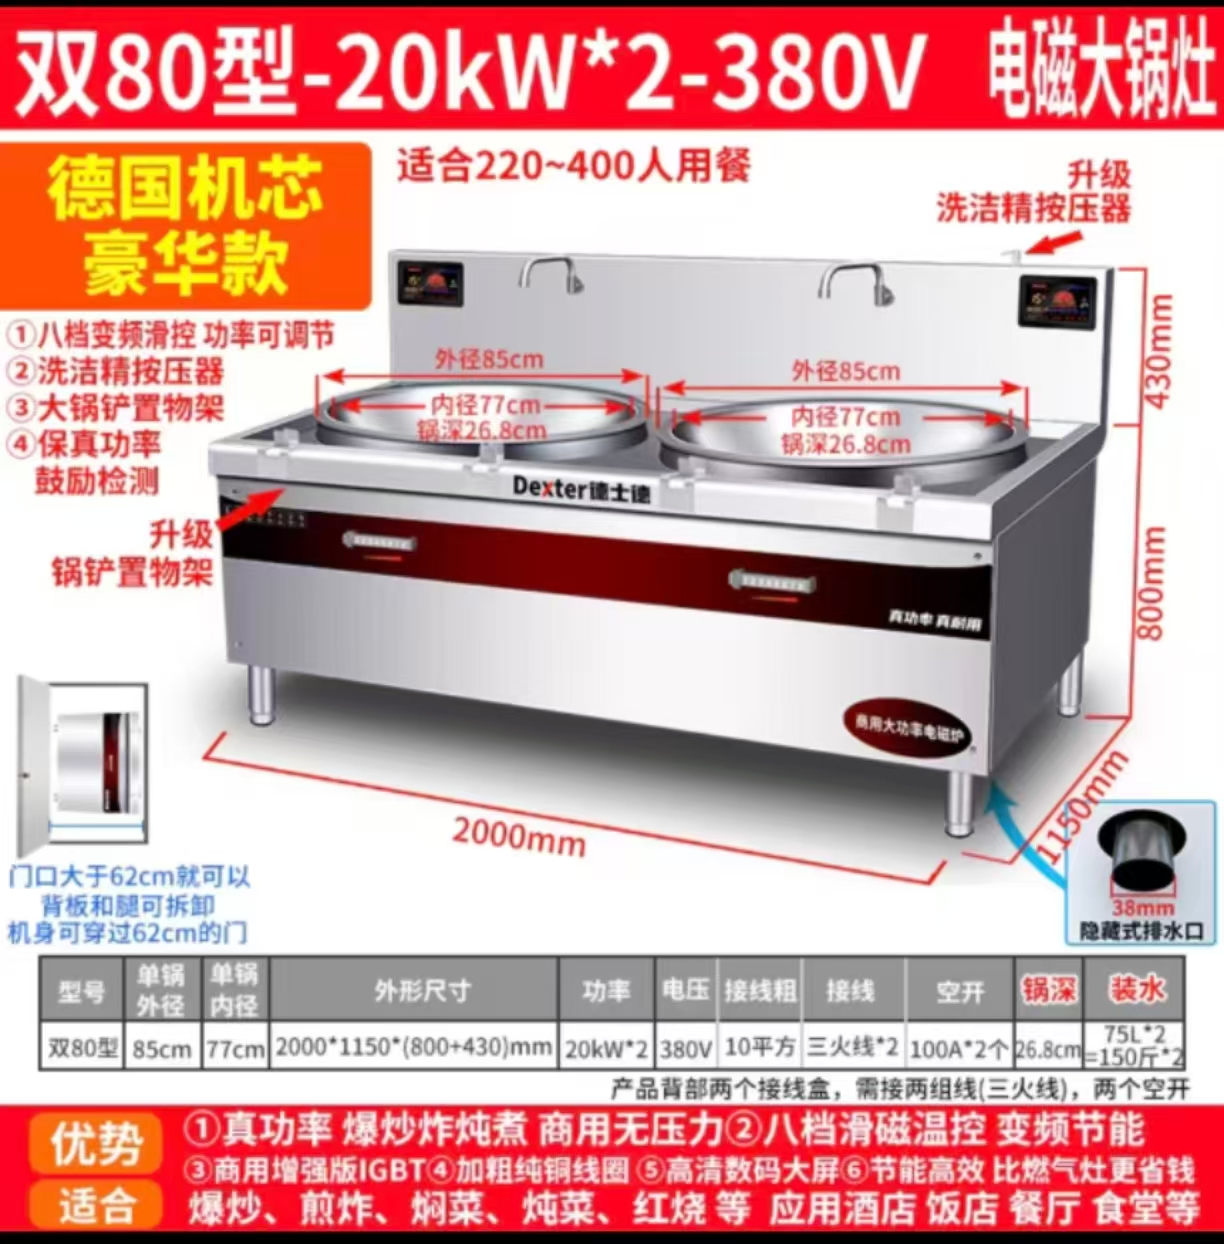 双80型-20kW*2-380V 电磁大锅灶
德国机芯
豪华款
适合220~400人用餐
升级
洗洁精按压器
①八档变频滑控 功率可调节
②洗洁精按压器
③大锅铲置物架
④保真功率
鼓励检测
升级
锅铲置物架
外径85cm
内径77cm
锅深26.8cm
外径85cm
内径77cm
锅深26.8cm
430mm
Dexter德士德
800mm
真功率 真耐用
商用大功率电磁炉
2000mm
1150mm
门口大于62cm就可以
背板和腿可拆卸
机身可穿过62cm的门
38mm
隐藏式排水口
型号 单锅外径 单锅内径 外形尺寸 功率 电压 接线粗 接线 空开 锅深 装水
双80型 85cm 77cm 2000*1150*(800+430)mm 20kW*2 380V 10平方 三火线*2 100A*2个 26.8cm 75L*2=150斤*2
产品背部两个接线盒，需接两组线(三火线)，两个空开
优势
①真功率 爆炒炸炖煮 商用无压力②八档滑磁温控 变频节能
③商用增强版IGBT④加粗纯铜线圈 ⑤高清数码大屏⑥节能高效 比燃气灶更省钱
适合
爆炒、煎炸、焖菜、炖菜、红烧 等 应用酒店 饭店 餐厅 食堂等